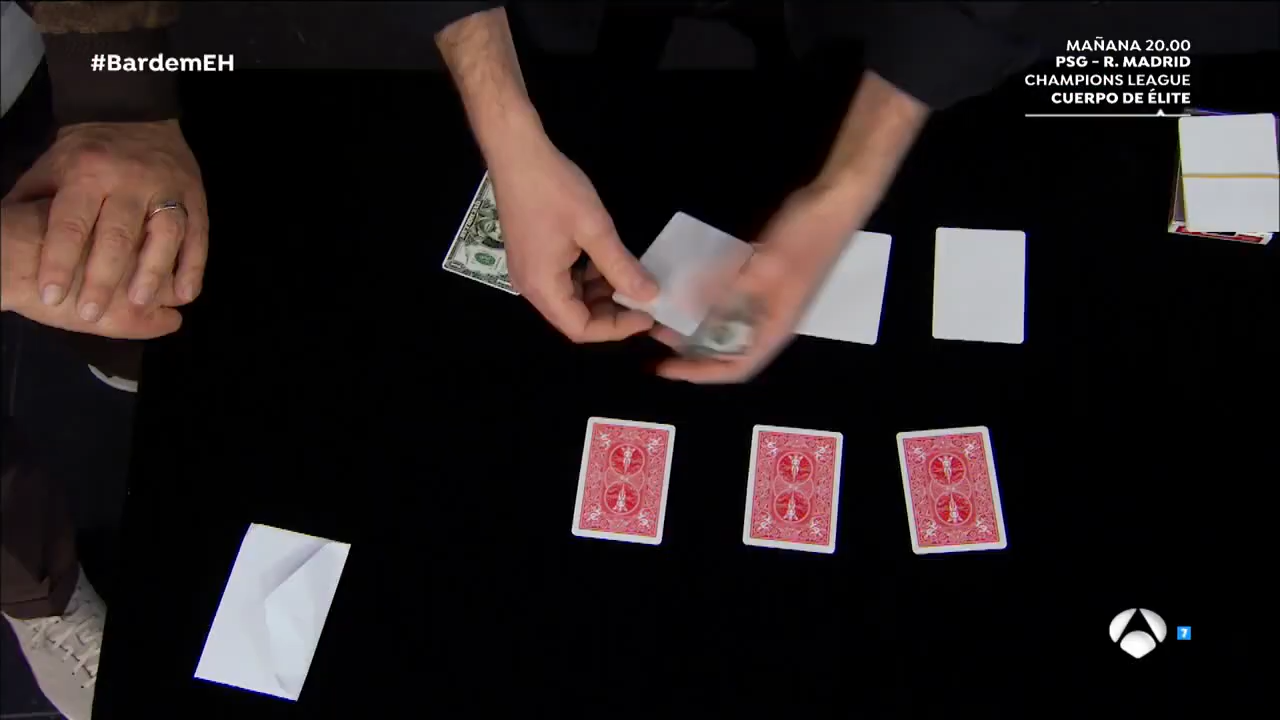 #BardemEH
MAÑANA 20.00
PSG - R. MADRID
CHAMPIONS LEAGUE
CUERPO DE ÉLITE
7